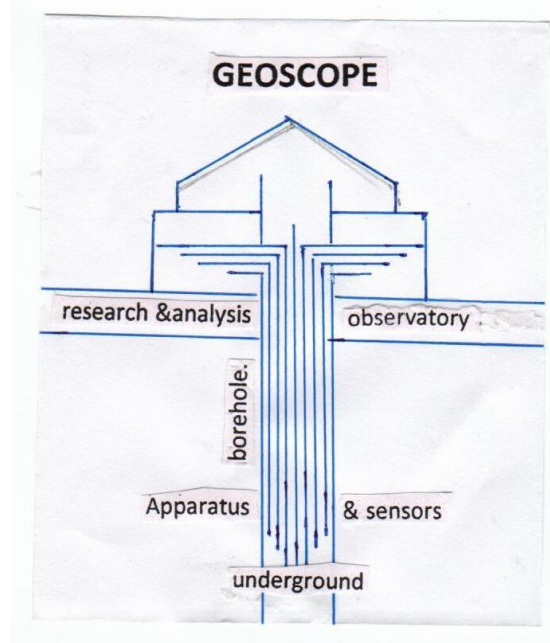 GEOSCOPE
research &analysis
observatory
borehole.
Apparatus
& sensors
underground